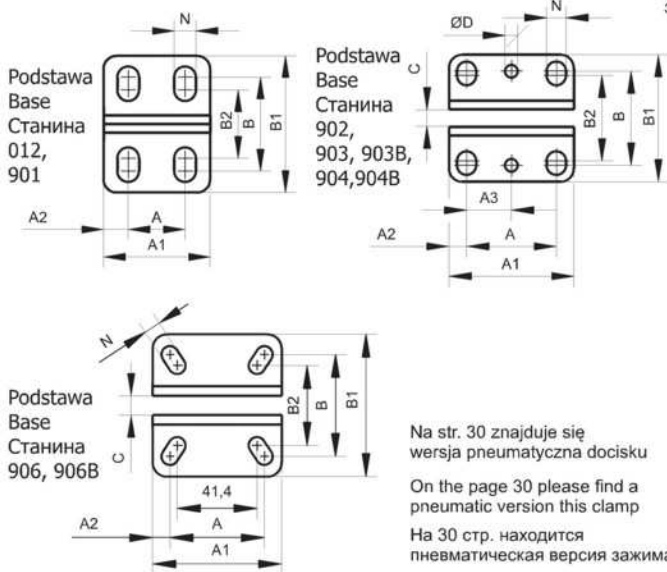 N
Podstawa
Base
Станина
012,
901
B2
B
B1
A2
A
A1
ØD
N
3
Podstawa
Base
Станина
902,
903, 903B,
904,904B
C
B2
B
B1
A3
A2
A
A1
N
Podstawa
Base
Станина
906, 906B
C
B2
B
B1
41,4
A2
A
A1
Na str. 30 znajduje się
wersja pneumatyczna docisku
On the page 30 please find a
pneumatic version this clamp
На 30 стр. находится
пневматическая версия зажима